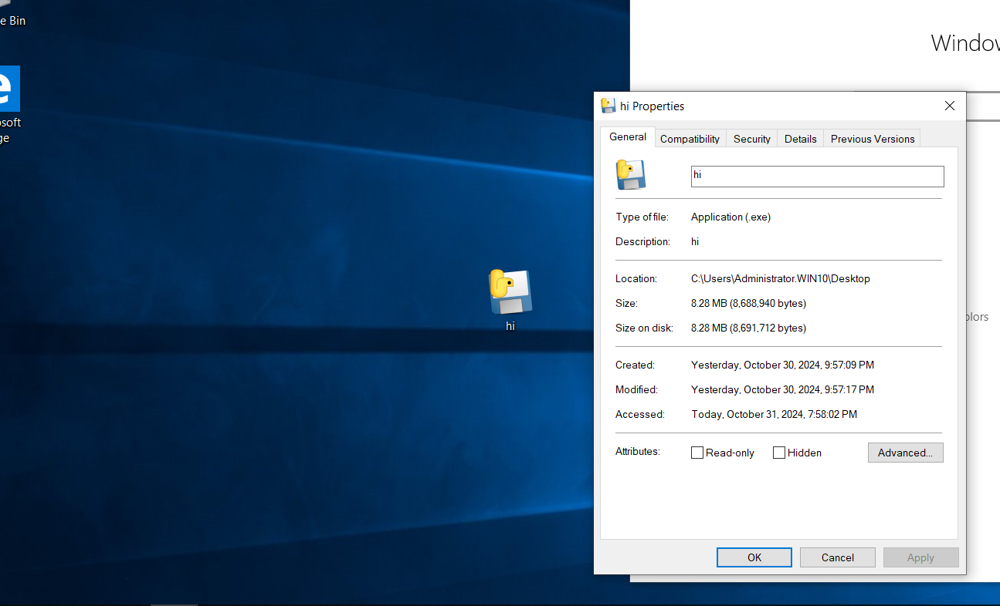 e Bin
osoft
ge
hi
Window
hi Properties
General Compatibility Security Details Previous Versions
hi
Type of file: Application (.exe)
Description: hi
Location: C:\Users\Administrator.WIN10\Desktop
Size: 8.28 MB (8,688,940 bytes)
Size on disk: 8.28 MB (8,691,712 bytes)
Created: Yesterday, October 30, 2024, 9:57:09 PM
Modified: Yesterday, October 30, 2024, 9:57:17 PM
Accessed: Today, October 31, 2024, 7:58:02 PM
Attributes: Read-only Hidden Advanced...
OK Cancel Apply
olors